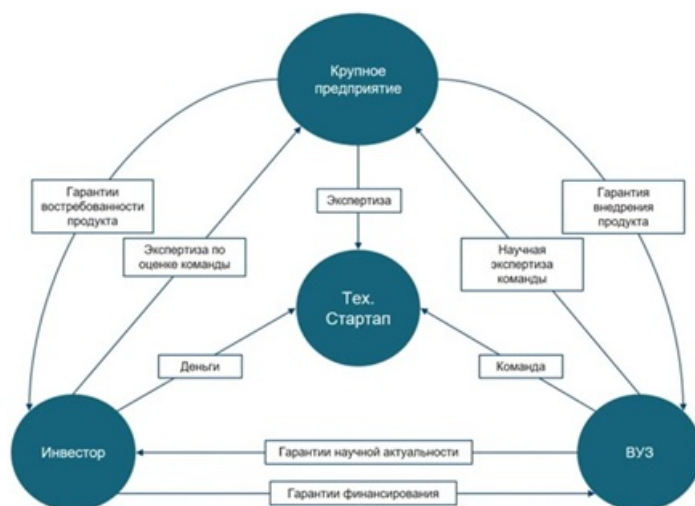 Крупное
предприятие
Гарантии
востребованности
продукта
Экспертиза
Гарантия
внедрения
продукта
Экспертиза по
оценке команды
Научная
экспертиза
команды
Тех.
Стартап
Деньги
Команда
Инвестор
Гарантии научной актуальности
ВУЗ
Гарантии финансирования